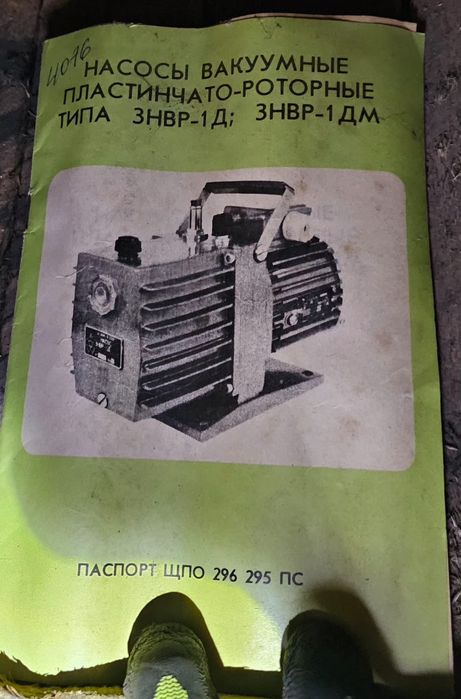 4016
НАСОСЫ ВАКУУМНЫЕ
ПЛАСТИНЧАТО-РОТОРНЫЕ
ТИПА 3НВР-1Д; 3НВР-1ДМ
ПАСПОРТ ЩПО 296 295 ПС